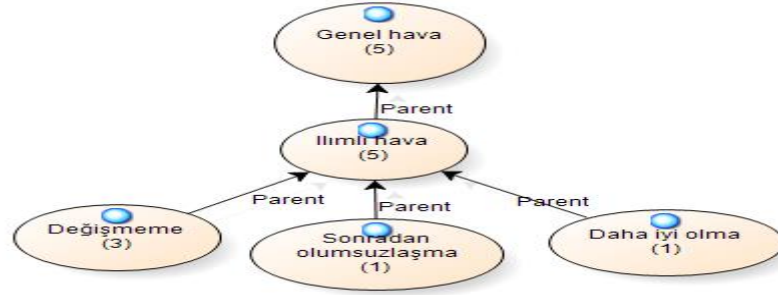 Genel hava
(5)
Parent
Ilımlı hava
(5)
Parent
Parent
Parent
Değişmeme
(3)
Sonradan
olumsuzlaşma
(1)
Daha iyi olma
(1)